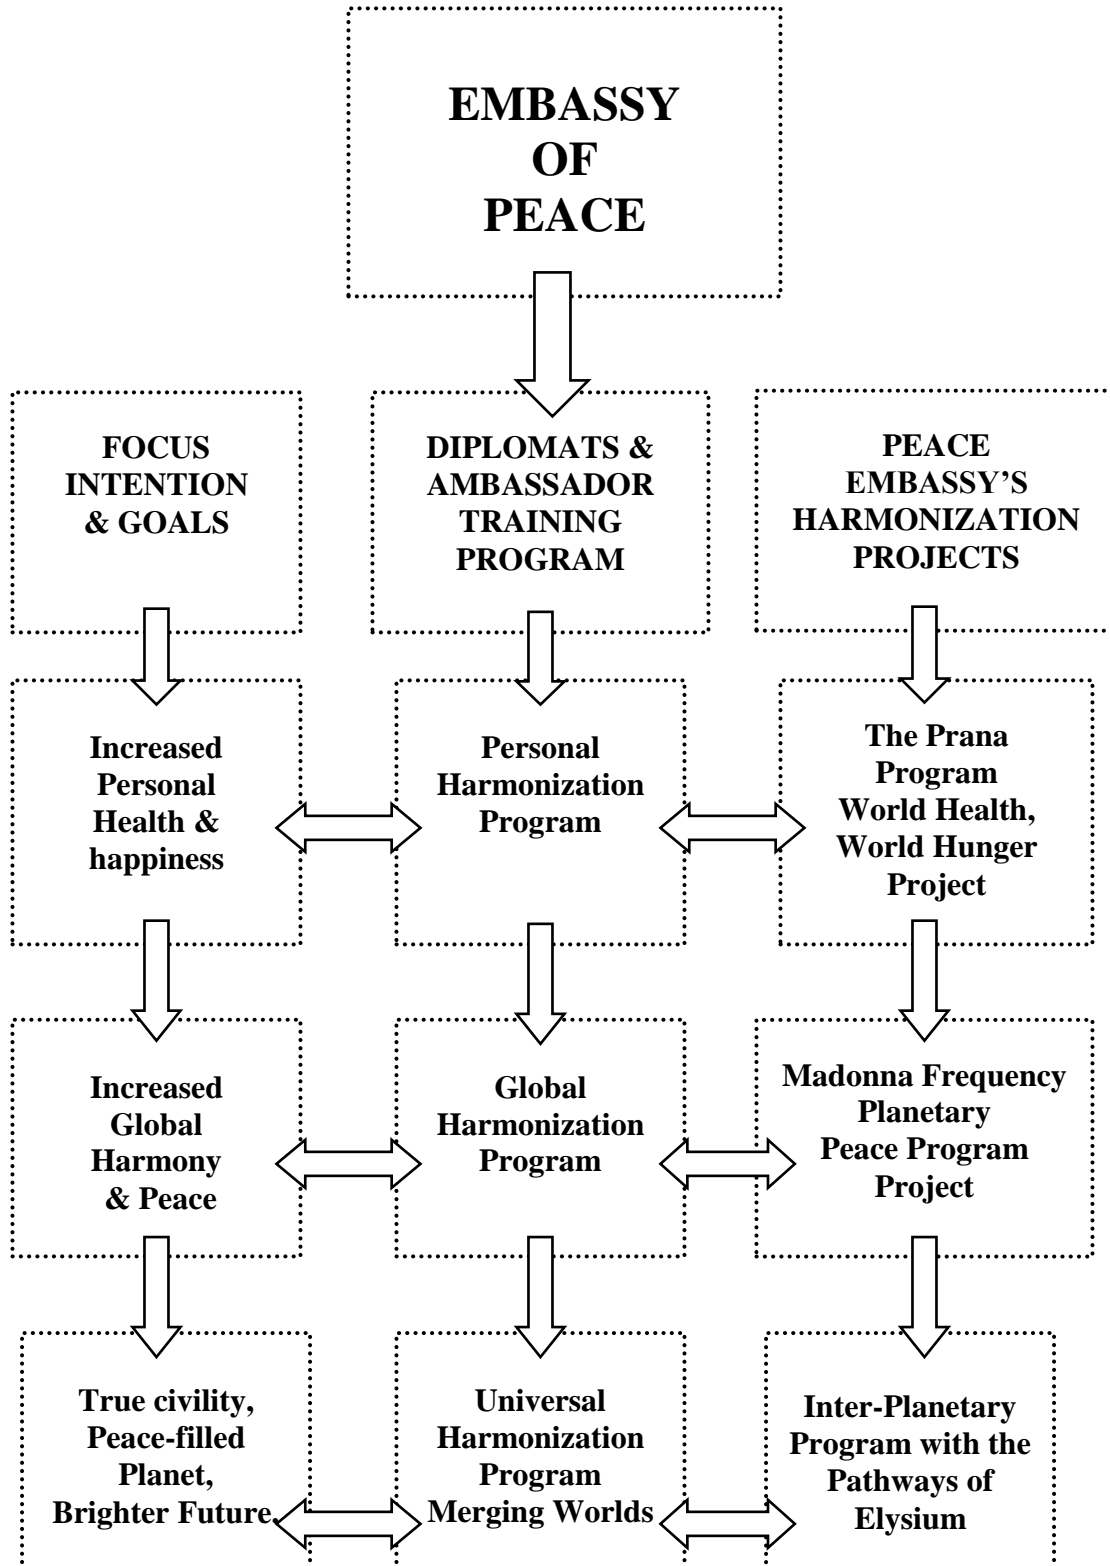 EMBASSY
OF
PEACE
FOCUS
INTENTION
& GOALS
DIPLOMATS &
AMBASSADOR
TRAINING
PROGRAM
PEACE
EMBASSY’S
HARMONIZATION
PROJECTS
Increased
Personal
Health &
happiness
Personal
Harmonization
Program
The Prana
Program
World Health,
World Hunger
Project
Increased
Global
Harmony
& Peace
Global
Harmonization
Program
Madonna Frequency
Planetary
Peace Program
Project
True civility,
Peace-filled
Planet,
Brighter Future.
Universal
Harmonization
Program
Merging Worlds
Inter-Planetary
Program with the
Pathways of
Elysium